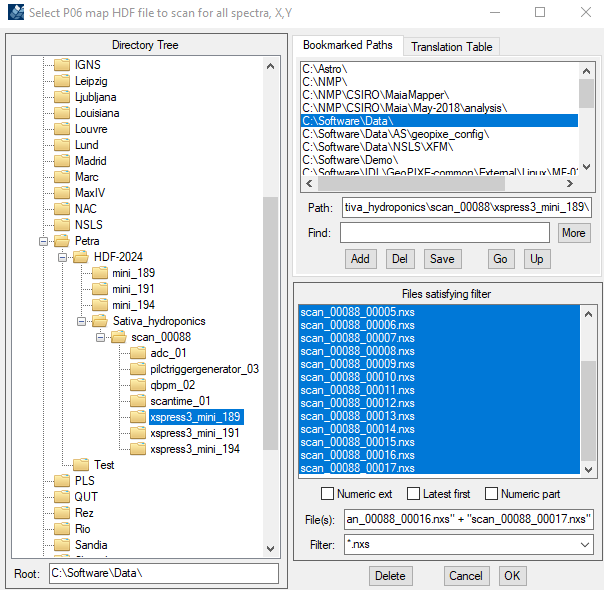 Select P06 map HDF file to scan for all spectra, X,Y
Directory Tree
IGNS
Leipzig
Ljubljana
Louisiana
Louvre
Lund
Madrid
Marc
MaxIV
NAC
NSLS
Petra
HDF-2024
mini_189
mini_191
mini_194
Sativa_hydroponics
scan_00088
adc_01
pilctriggergenerator_03
qbpm_02
scantime_01
xspress3_mini_189
xspress3_mini_191
xspress3_mini_194
Test
PLS
QUT
Rez
Rio
Sandia
Root: C:\Software\Data\
Bookmarked Paths Translation Table
C:\Astro\
C:\NMP\
C:\NMP\CSIRO\MaiaMapper\
C:\NMP\CSIRO\Maia\May-2018\analysis\
C:\Software\Data\
C:\Software\Data\AS\geopixe_config\
C:\Software\Data\NSLS\XFM\
C:\Software\Demo\
C:\Software\IDL\GeoPIXE-common\External\Linux\MF-0
Path: tiva_hydroponics\scan_00088\xspress3_mini_189\
Find: More
Add Del Save Go Up
Files satisfying filter
scan_00088_00005.nxs
scan_00088_00006.nxs
scan_00088_00007.nxs
scan_00088_00008.nxs
scan_00088_00009.nxs
scan_00088_00010.nxs
scan_00088_00011.nxs
scan_00088_00012.nxs
scan_00088_00013.nxs
scan_00088_00014.nxs
scan_00088_00015.nxs
scan_00088_00016.nxs
scan_00088_00017.nxs
Numeric ext Latest first Numeric part
File(s): an_00088_00016.nxs" + "scan_00088_00017.nxs"
Filter: *.nxs
Delete Cancel OK